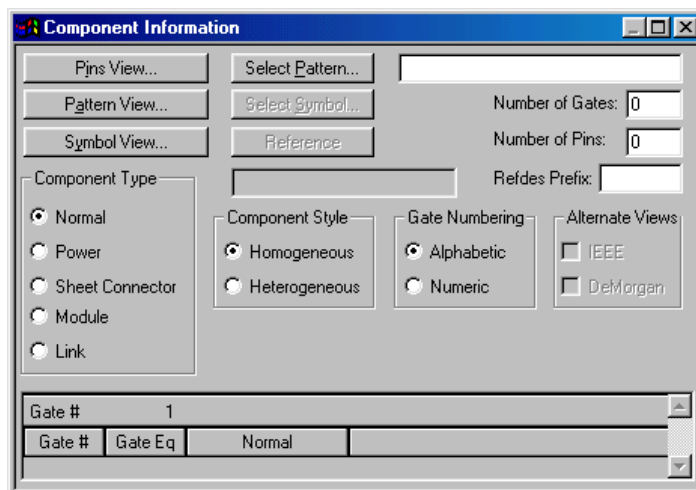 Component Information
Pins View...
Select Pattern...
Pattern View...
Select Symbol...
Number of Gates: 0
Symbol View...
Reference
Number of Pins: 0
Component Type
Refdes Prefix:
Normal
Power
Sheet Connector
Module
Link
Component Style
Homogeneous
Heterogeneous
Gate Numbering
Alphabetic
Numeric
Alternate Views
IEEE
DeMorgan
Gate # 1
Gate # Gate Eq Normal